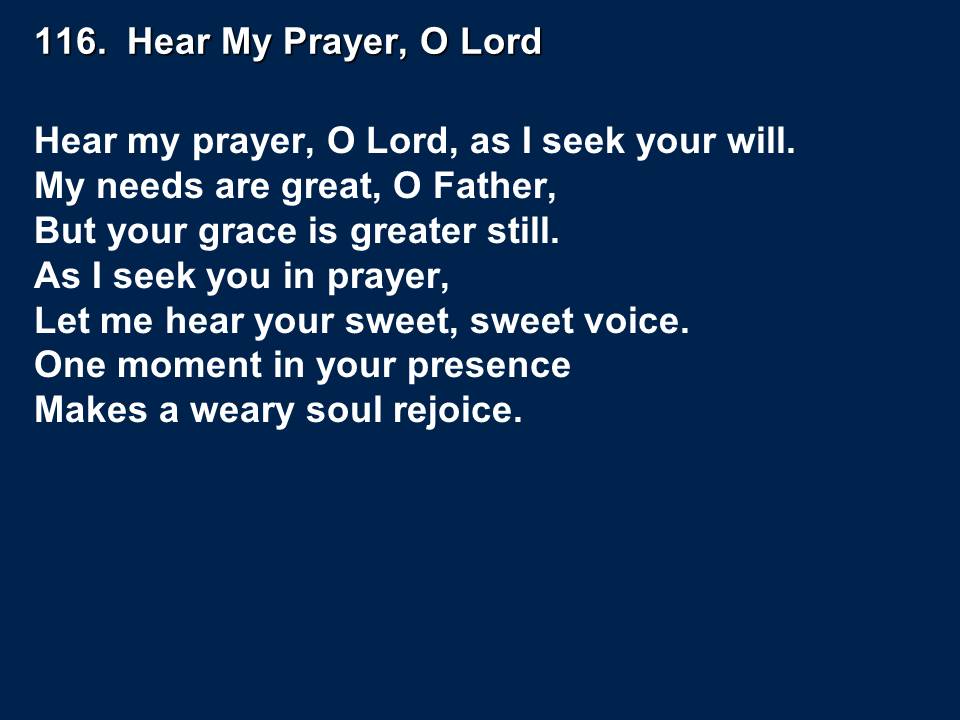 116. Hear My Prayer, O Lord
Hear my prayer, O Lord, as I seek your will.
My needs are great, O Father,
But your grace is greater still.
As I seek you in prayer,
Let me hear your sweet, sweet voice.
One moment in your presence
Makes a weary soul rejoice.